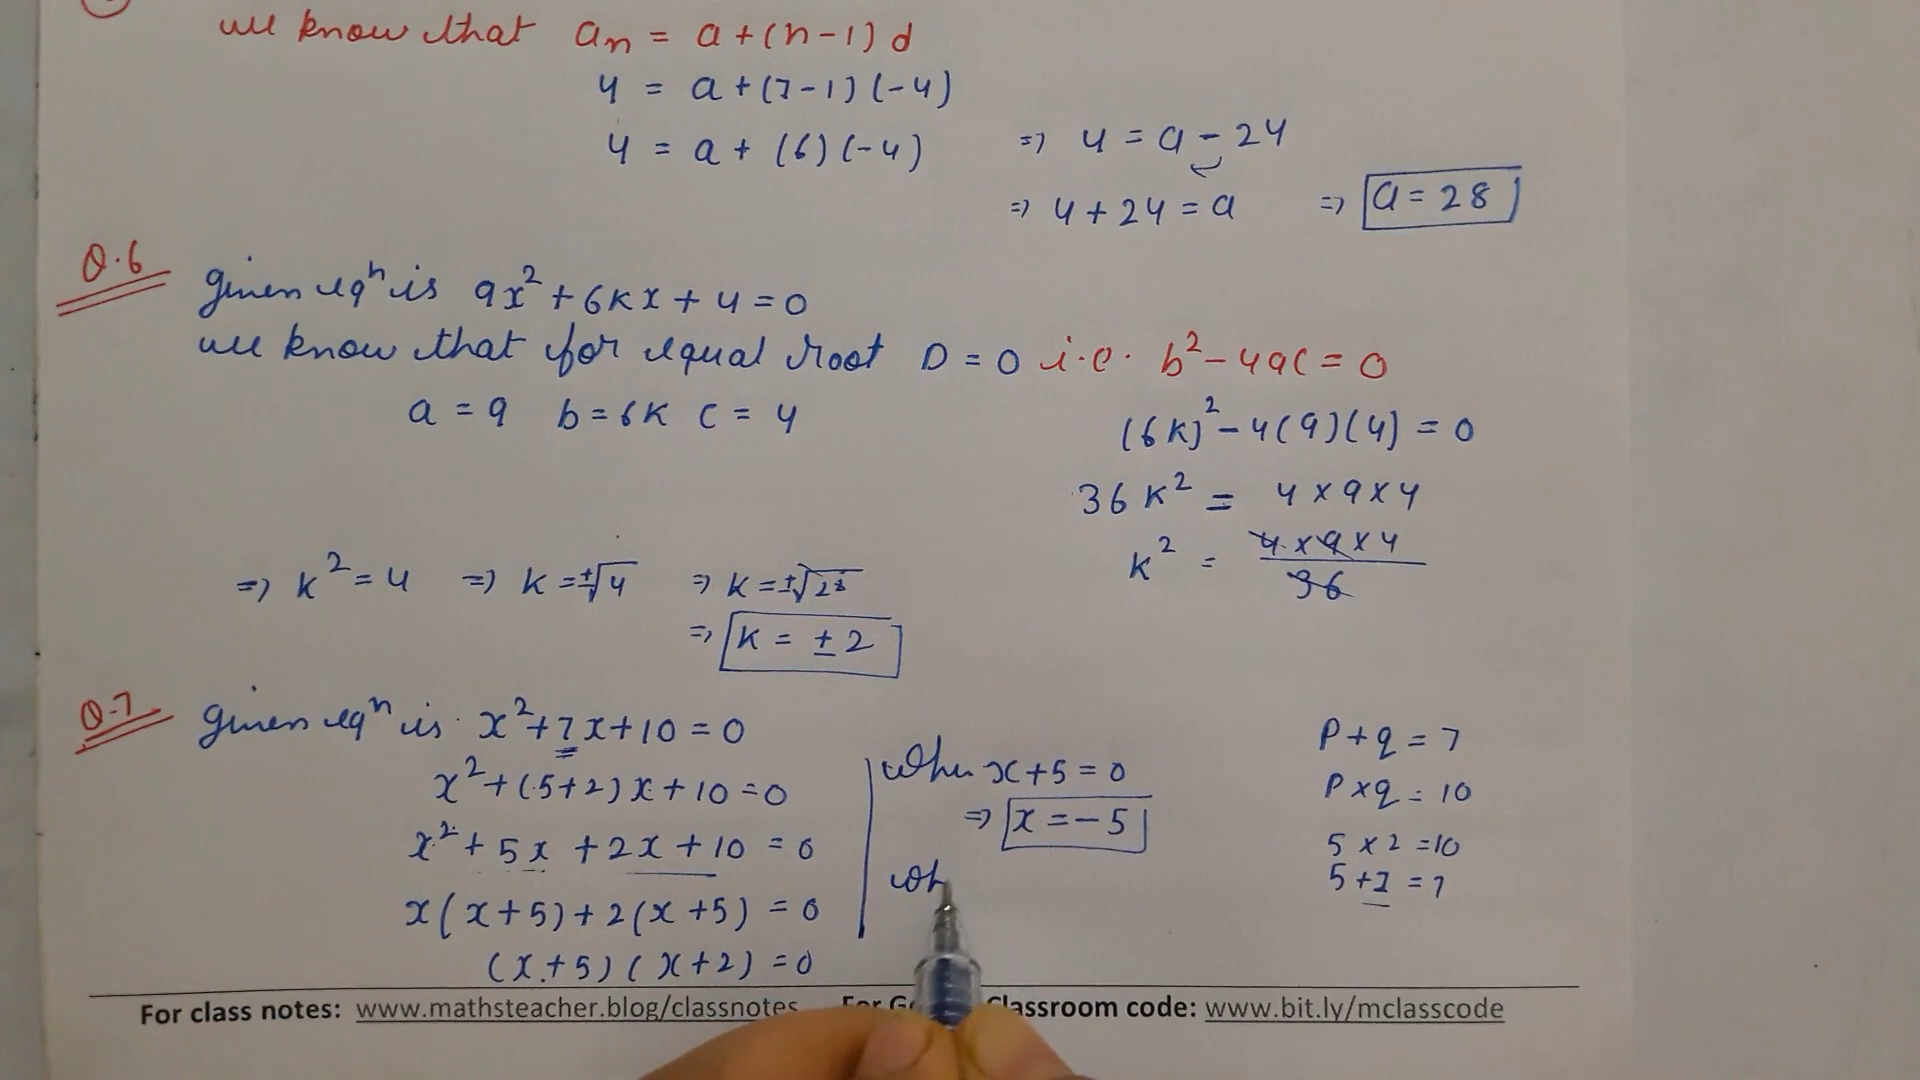 we know that an = a + (n-1) d
4 = a + (7-1) (-4)
4 = a + (6) (-4) => 4 = a - 24
=> 4 + 24 = a => a = 28
Q.6 Given eqⁿ is 9x² + 6kx + 4 = 0
we know that for equal root D = 0 i.e. b² - 4ac = 0
a = 9 b = 6k c = 4
(6k)² - 4(9)(4) = 0
36k² = 4 x 9 x 4
k² = 4 x 9 x 4 / 36
=> k² = 4 => k = ±√4 => k = ±√2²
=> k = ± 2
Q.7 Given eqⁿ is x² + 7x + 10 = 0
x² + (5+2)x + 10 = 0
x² + 5x + 2x + 10 = 0
x(x+5) + 2(x+5) = 0
(x+5)(x+2) = 0
when x+5 = 0
=> x = -5
wh
P + q = 7
P x q = 10
5 x 2 = 10
5 + 2 = 7
For class notes: www.mathsteacher.blog/classnotes For G lassroom code: www.bit.ly/mclasscode